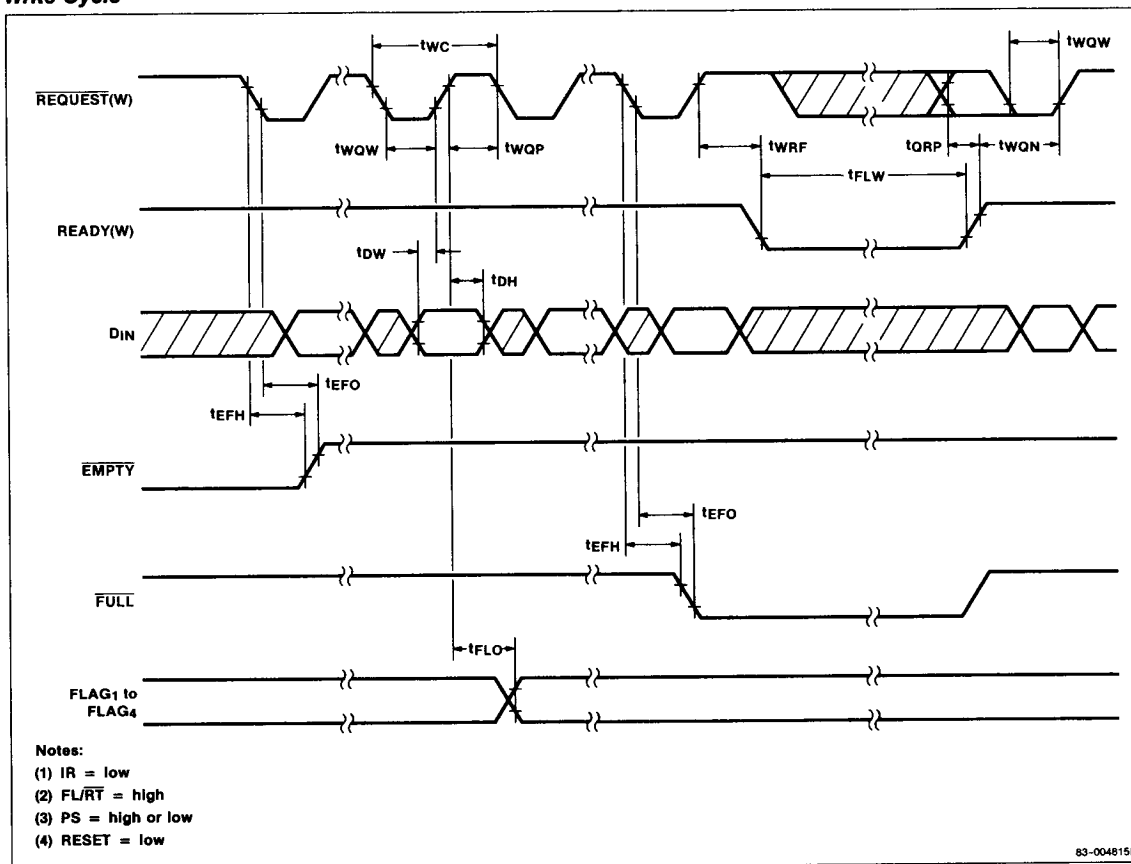 Write Cycle
tWC
tWQW
REQUEST(W)
tWQW
tWQP
tWRF
tQRP
tWQN
tFLW
READY(W)
tDW
tDH
DIN
tEFO
tEFH
EMPTY
tEFO
tEFH
FULL
tFLO
FLAG1 to
FLAG4
Notes:
(1) IR = low
(2) FL/RT = high
(3) PS = high or low
(4) RESET = low
83-004815